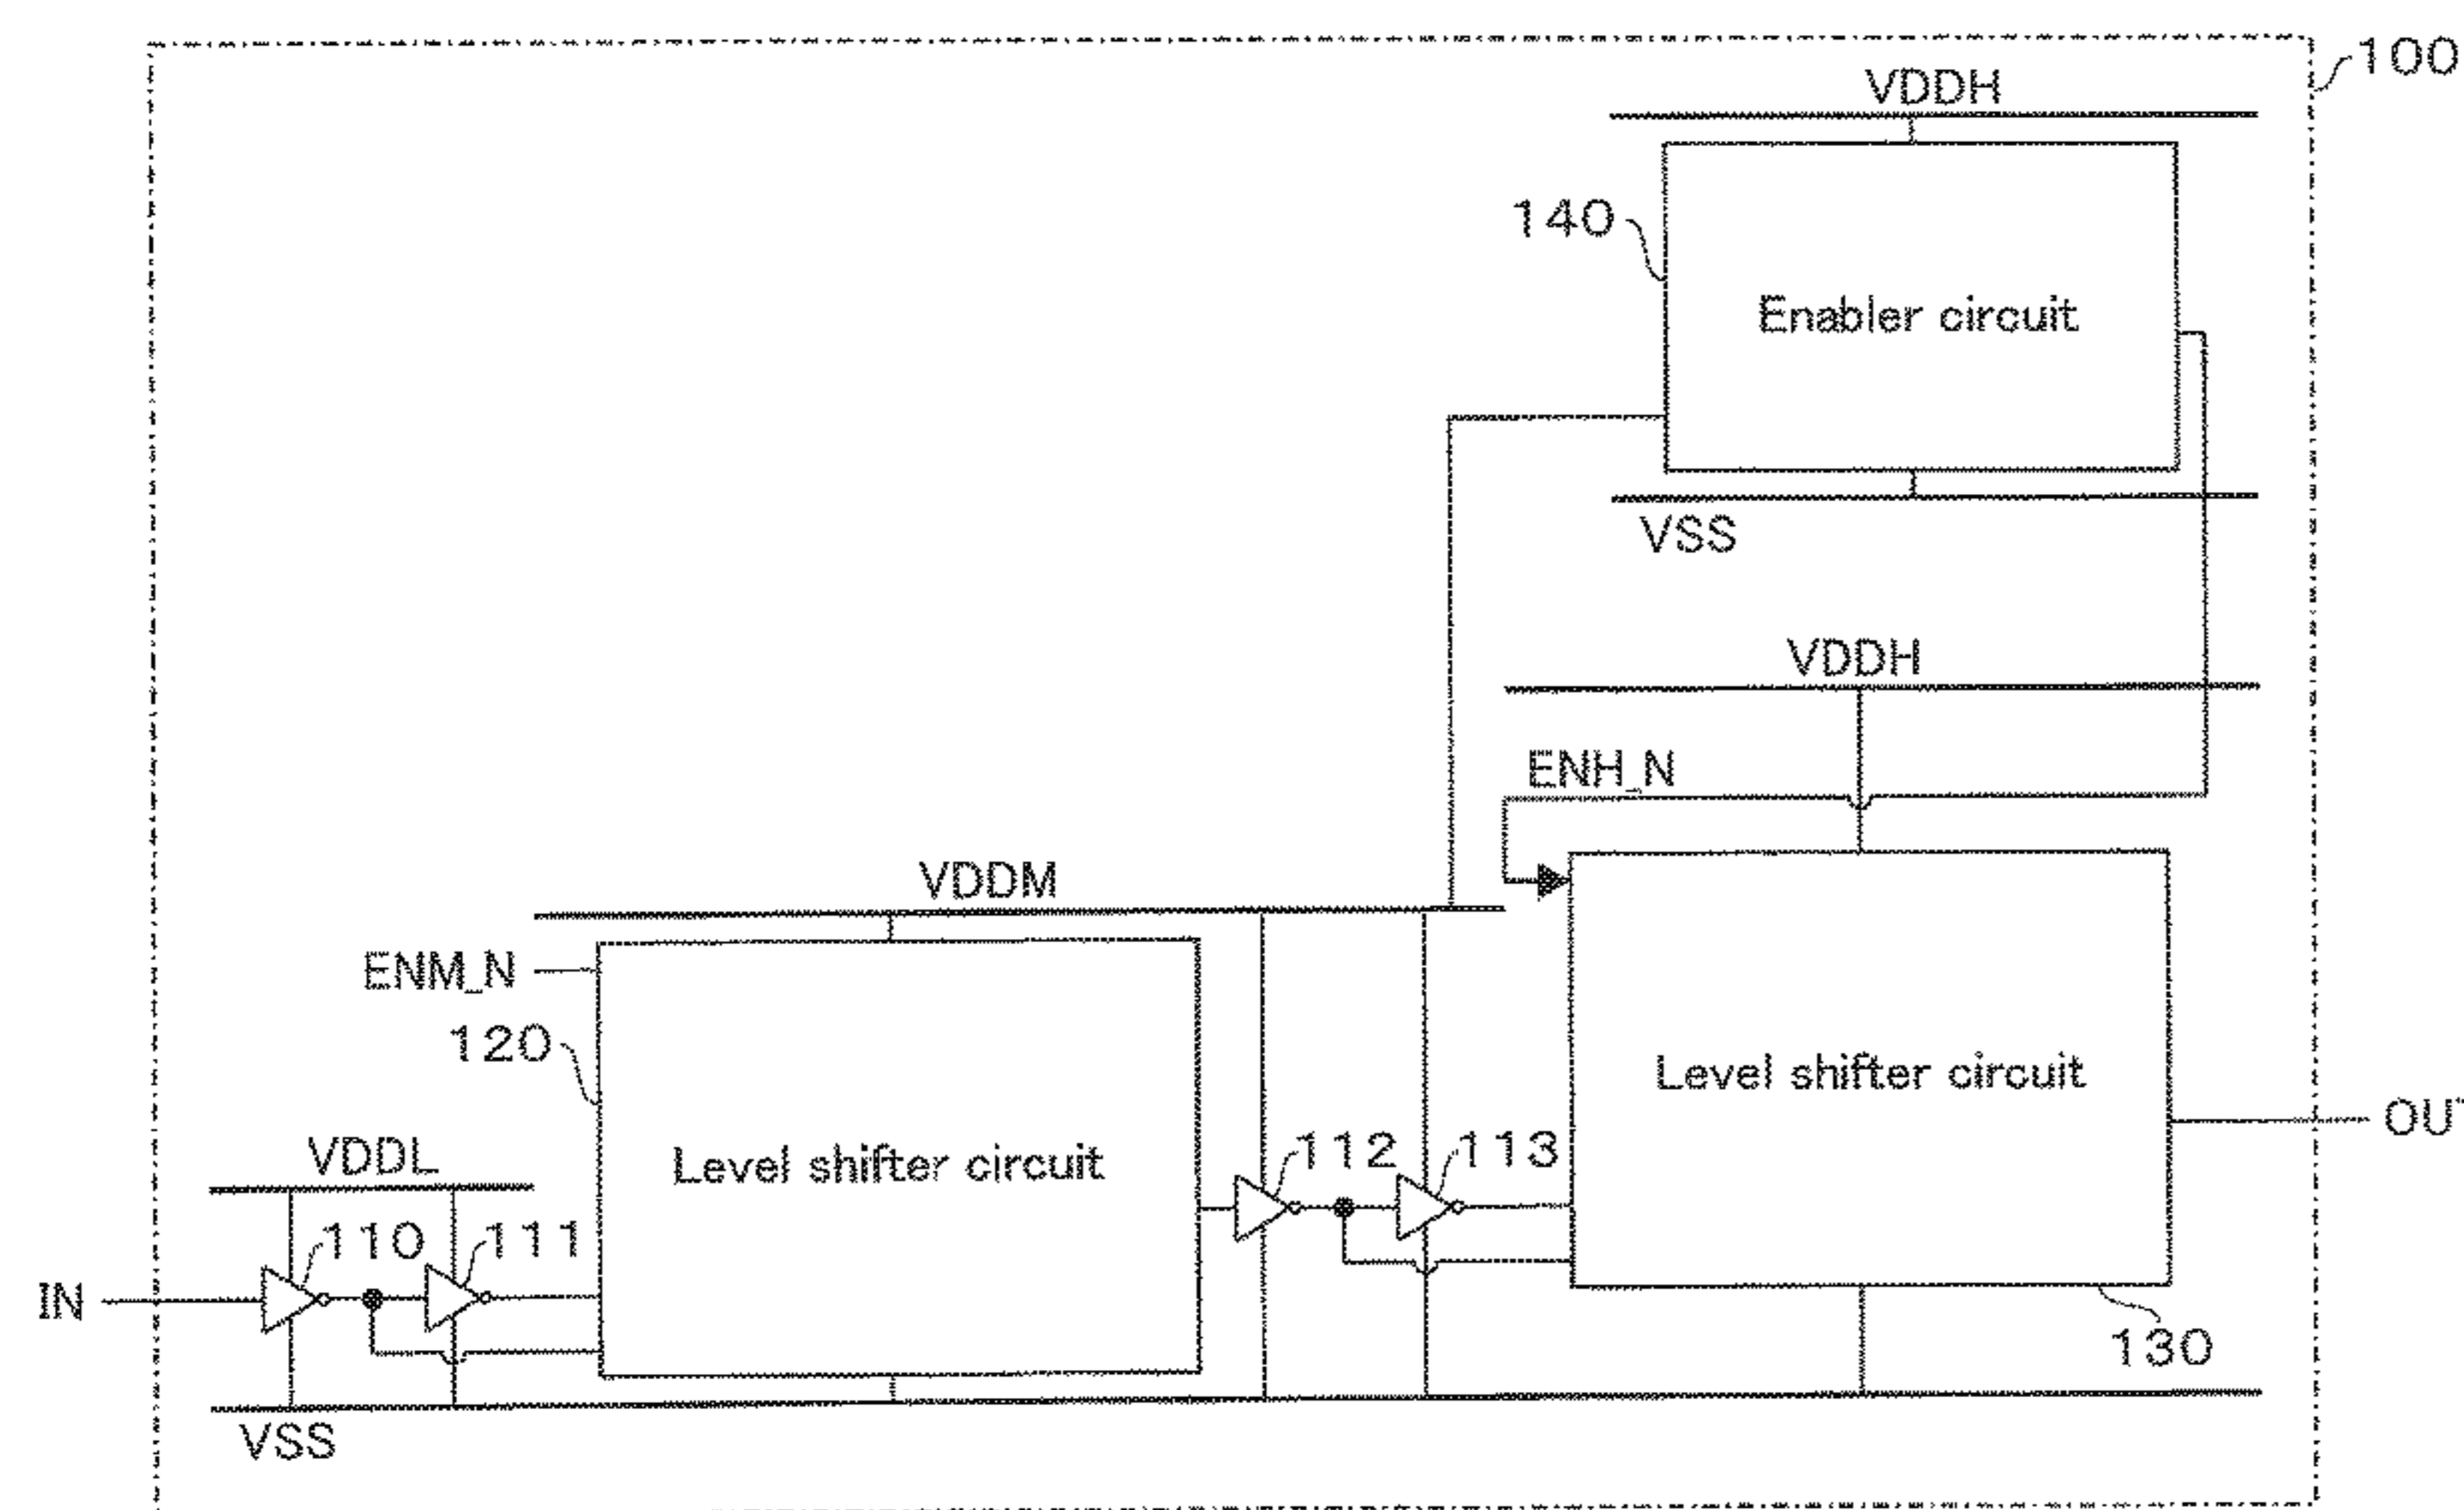 100
VDDH
140
Enabler circuit
VSS
VDDH
ENH_N
VDDM
ENM_N
120
Level shifter circuit
Level shifter circuit
OUT
VDDL
112
113
110
111
IN
130
VSS